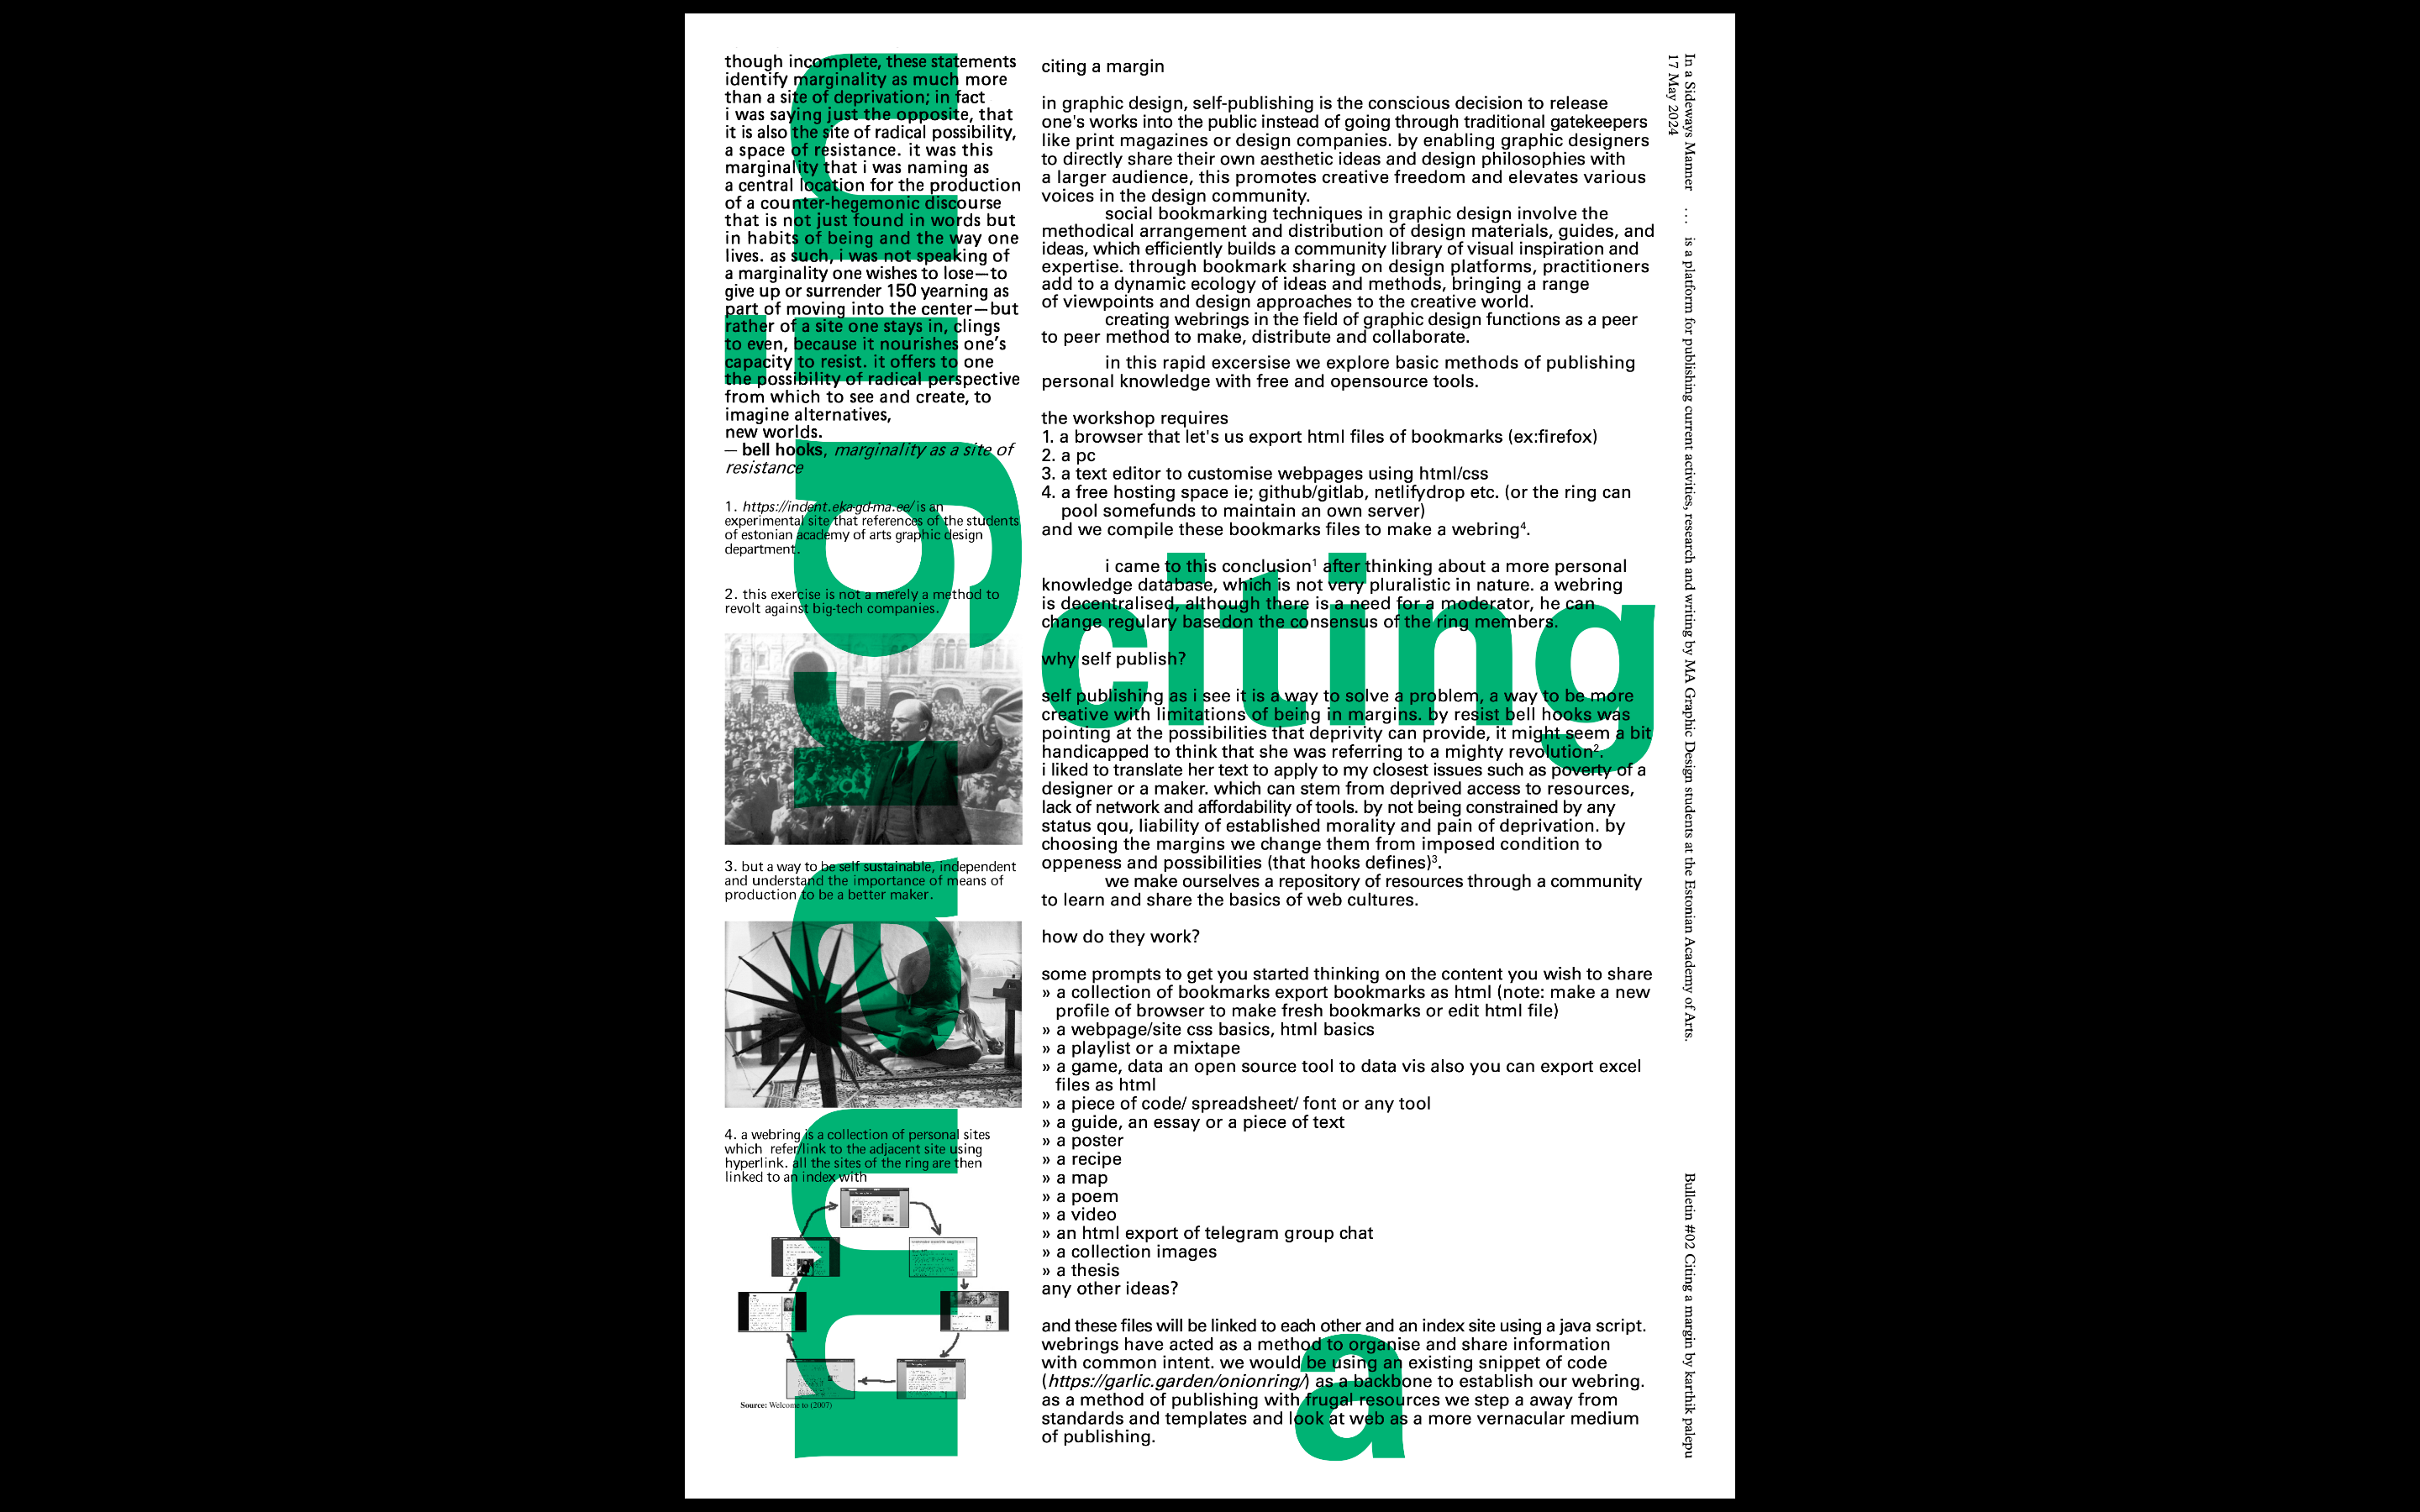 though incomplete, these statements
identify marginality as much more
than a site of deprivation; in fact
i was saying just the opposite, that
it is also the site of radical possibility,
a space of resistance. it was this
marginality that i was naming as
a central location for the production
of a counter-hegemonic discourse
that is not just found in words but
in habits of being and the way one
lives. as such, i was not speaking of
a marginality one wishes to lose—to
give up or surrender 150 yearning as
part of moving into the center—but
rather of a site one stays in, clings
to even, because it nourishes one's
capacity to resist. it offers to one
the possibility of radical perspective
from which to see and create, to
imagine alternatives,
new worlds.
— bell hooks, marginality as a site of
resistance
1. https://indent.eka-gd-ma.ee/ is an
experimental site that references of the students
of estonian academy of arts graphic design
department.
2. this exercise is not a merely a method to
revolt against big-tech companies.
3. but a way to be self sustainable, independent
and understand the importance of means of
production to be a better maker.
4. a webring is a collection of personal sites
which refer/link to the adjacent site using
hyperlink. all the sites of the ring are then
linked to an index with
Source: Welcome to (2007)
citing a margin
in graphic design, self-publishing is the conscious decision to release
one's works into the public instead of going through traditional gatekeepers
like print magazines or design companies. by enabling graphic designers
to directly share their own aesthetic ideas and design philosophies with
a larger audience, this promotes creative freedom and elevates various
voices in the design community.
social bookmarking techniques in graphic design involve the
methodical arrangement and distribution of design materials, guides, and
ideas, which efficiently builds a community library of visual inspiration and
expertise. through bookmark sharing on design platforms, practitioners
add to a dynamic ecology of ideas and methods, bringing a range
of viewpoints and design approaches to the creative world.
creating webrings in the field of graphic design functions as a peer
to peer method to make, distribute and collaborate.
in this rapid excersise we explore basic methods of publishing
personal knowledge with free and opensource tools.
the workshop requires
1. a browser that let's us export html files of bookmarks (ex:firefox)
2. a pc
3. a text editor to customise webpages using html/css
4. a free hosting space ie; github/gitlab, netlifydrop etc. (or the ring can
pool somefunds to maintain an own server)
and we compile these bookmarks files to make a webring⁴.
i came to this conclusion¹ after thinking about a more personal
knowledge database, which is not very pluralistic in nature. a webring
is decentralised, although there is a need for a moderator, he can
change regulary basedon the consensus of the ring members.
why self publish?
self publishing as i see it is a way to solve a problem, a way to be more
creative with limitations of being in margins. by resist bell hooks was
pointing at the possibilities that deprivity can provide, it might seem a bit
handicapped to think that she was referring to a mighty revolution².
i liked to translate her text to apply to my closest issues such as poverty of a
designer or a maker. which can stem from deprived access to resources,
lack of network and affordability of tools. by not being constrained by any
status qou, liability of established morality and pain of deprivation. by
choosing the margins we change them from imposed condition to
oppeness and possibilities (that hooks defines)³.
we make ourselves a repository of resources through a community
to learn and share the basics of web cultures.
how do they work?
some prompts to get you started thinking on the content you wish to share
» a collection of bookmarks export bookmarks as html (note: make a new
profile of browser to make fresh bookmarks or edit html file)
» a webpage/site css basics, html basics
» a playlist or a mixtape
» a game, data an open source tool to data vis also you can export excel
files as html
» a piece of code/ spreadsheet/ font or any tool
» a guide, an essay or a piece of text
» a poster
» a recipe
» a map
» a poem
» a video
» an html export of telegram group chat
» a collection images
» a thesis
any other ideas?
and these files will be linked to each other and an index site using a java script.
webrings have acted as a method to organise and share information
with common intent. we would be using an existing snippet of code
(https://garlic.garden/onionring/) as a backbone to establish our webring.
as a method of publishing with frugal resources we step a away from
standards and templates and look at web as a more vernacular medium
of publishing.
citing
a
margin
In a Sideways Manner ... is a platform for publishing current activities, research and writing by MA Graphic Design students at the Estonian Academy of Arts.
17 May 2024
Bulletin #02 Citing a margin by karthik palepu